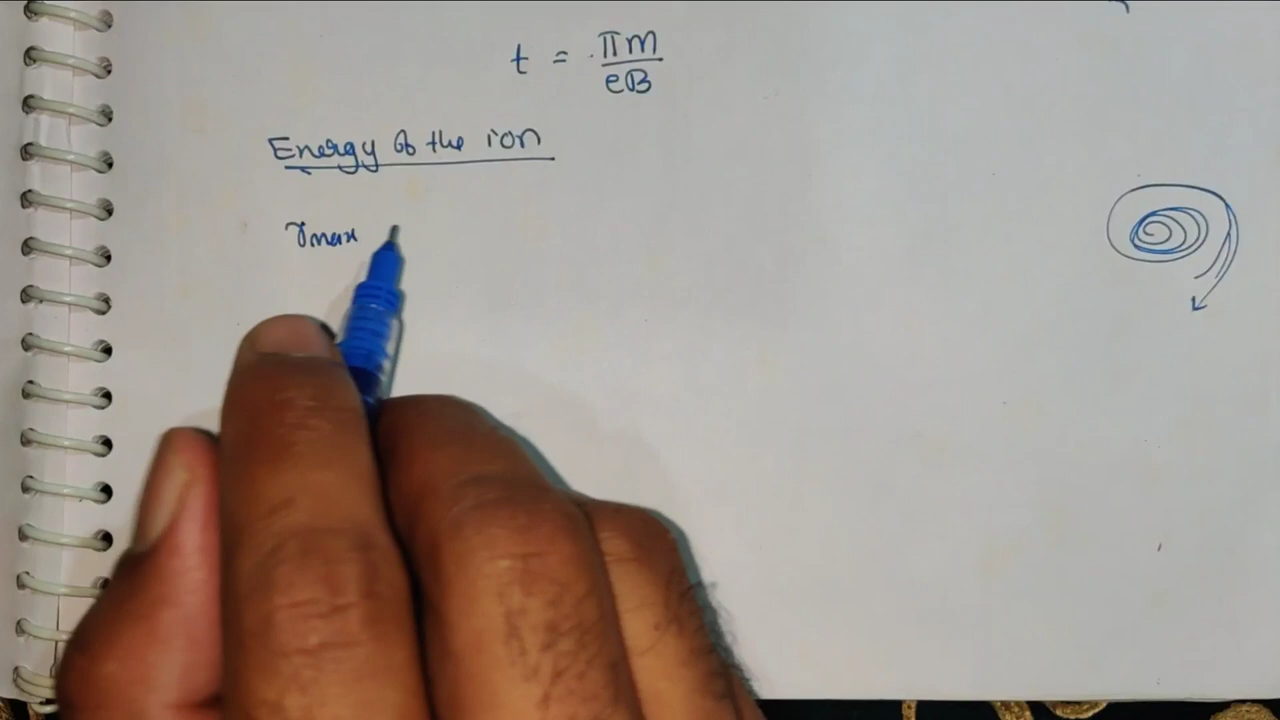 t = πm/eB
Energy of the ion
rmax